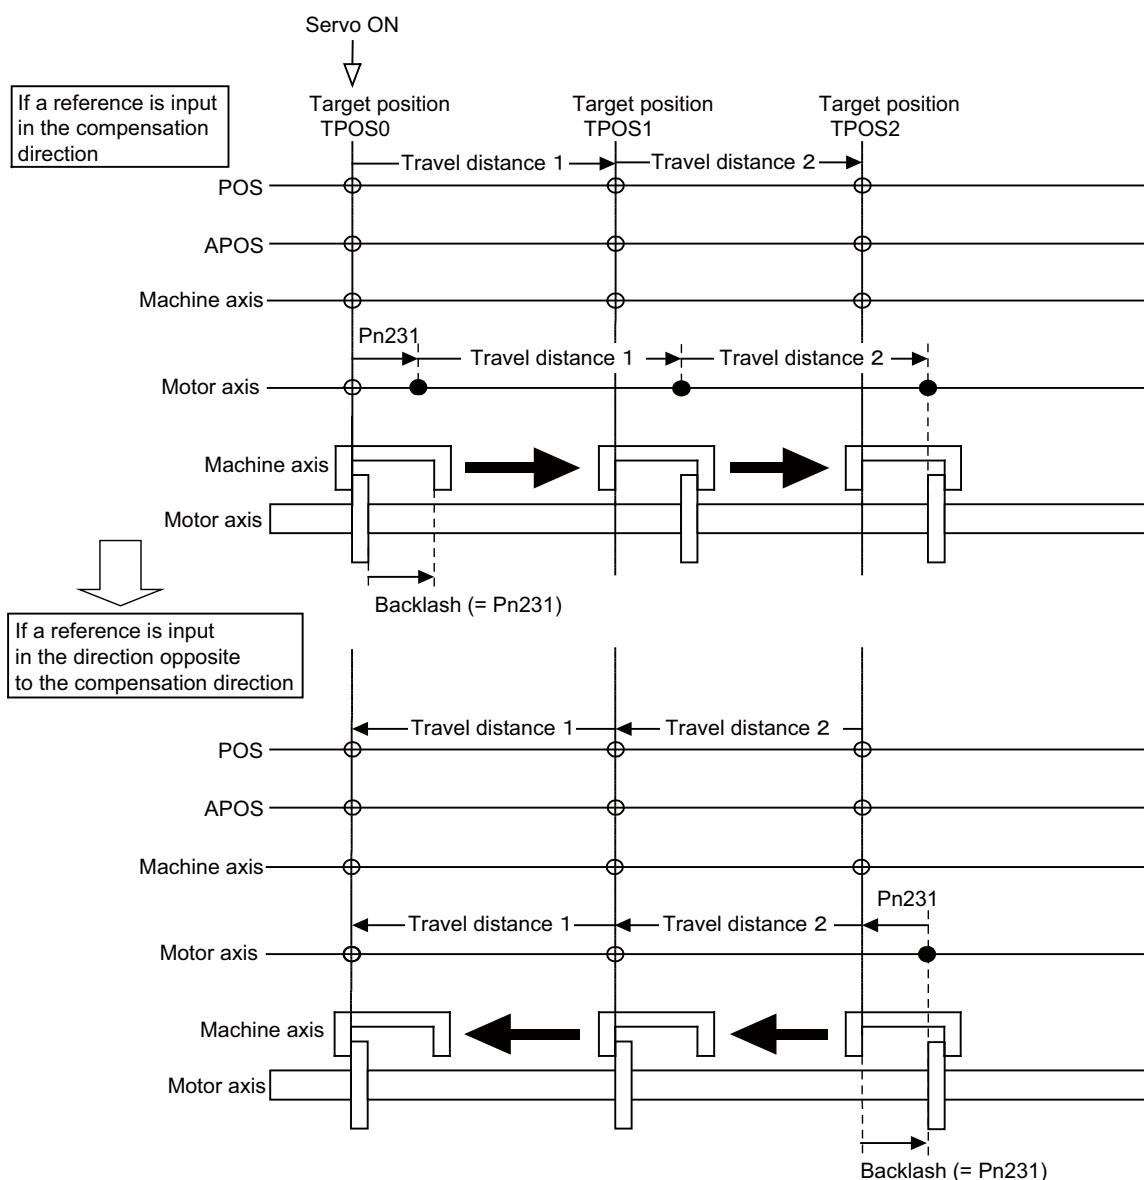 Servo ON
If a reference is input
in the compensation
direction
Target position
TPOS0
Target position
TPOS1
Target position
TPOS2
Travel distance 1
Travel distance 2
POS
APOS
Machine axis
Pn231
Travel distance 1
Travel distance 2
Motor axis
Machine axis
Motor axis
Backlash (= Pn231)
If a reference is input
in the direction opposite
to the compensation direction
Travel distance 1
Travel distance 2
POS
APOS
Machine axis
Pn231
Travel distance 1
Travel distance 2
Motor axis
Machine axis
Motor axis
Backlash (= Pn231)